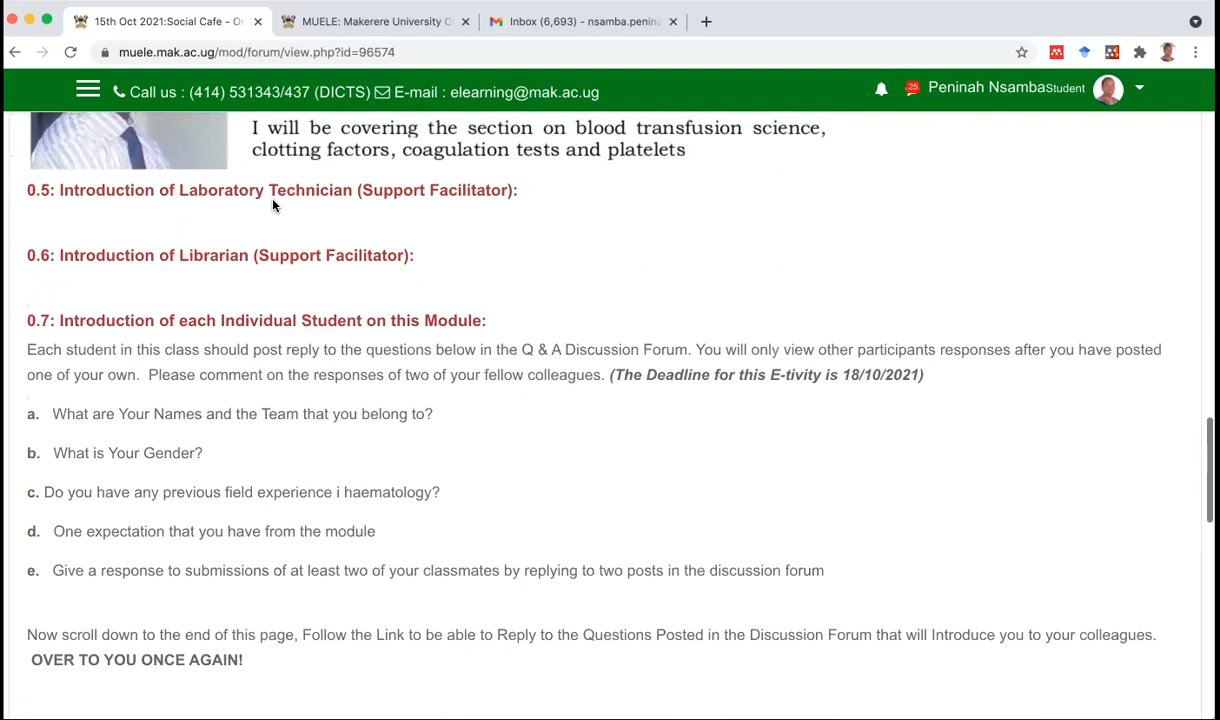 15th Oct 2021:Social Cafe - O
MUELE: Makerere University C
Inbox (6,693) - nsamba.penin
muele.mak.ac.ug/mod/forum/view.php?id=96574
Call us : (414) 531343/437 (DICTS) E-mail : elearning@mak.ac.ug
25
Peninah NsambaStudent
I will be covering the section on blood transfusion science,
clotting factors, coagulation tests and platelets
0.5: Introduction of Laboratory Technician (Support Facilitator):
0.6: Introduction of Librarian (Support Facilitator):
0.7: Introduction of each Individual Student on this Module:
Each student in this class should post reply to the questions below in the Q & A Discussion Forum. You will only view other participants responses after you have posted
one of your own. Please comment on the responses of two of your fellow colleagues. (The Deadline for this E-tivity is 18/10/2021)
a. What are Your Names and the Team that you belong to?
b. What is Your Gender?
c. Do you have any previous field experience i haematology?
d. One expectation that you have from the module
e. Give a response to submissions of at least two of your classmates by replying to two posts in the discussion forum
Now scroll down to the end of this page, Follow the Link to be able to Reply to the Questions Posted in the Discussion Forum that will Introduce you to your colleagues.
OVER TO YOU ONCE AGAIN!